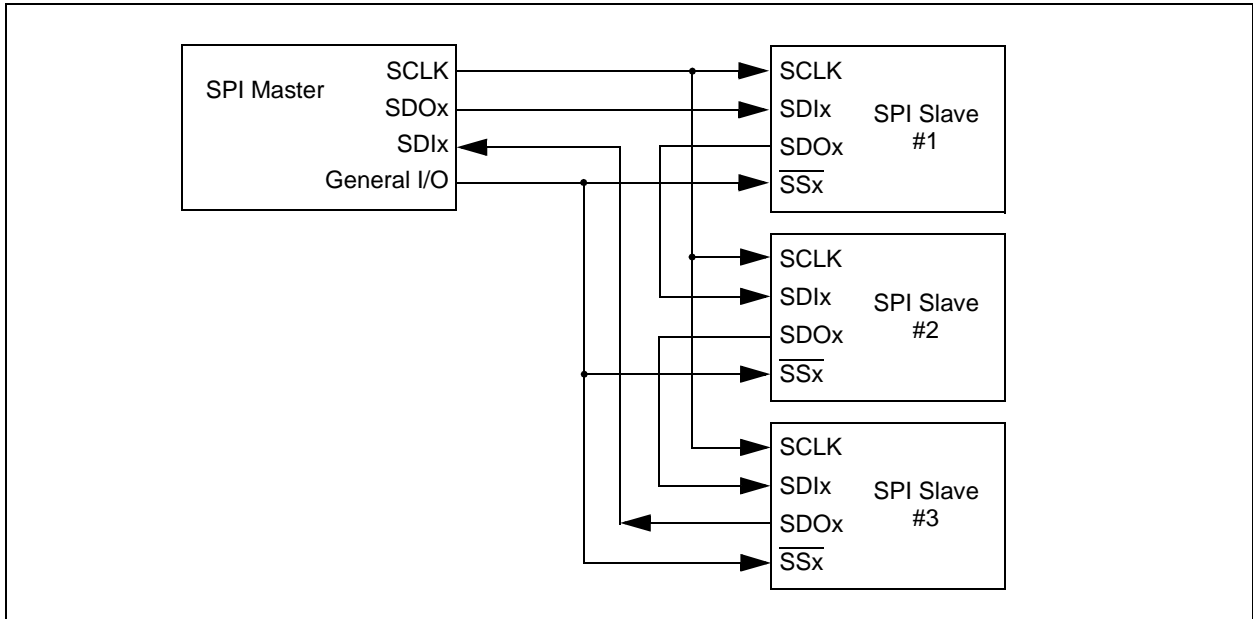 SPI Master
SCLK
SDOx
SDIx
General I/O
SCLK
SDIx
SDOx
SSx
SPI Slave
#1
SCLK
SDIx
SDOx
SSx
SPI Slave
#2
SCLK
SDIx
SDOx
SSx
SPI Slave
#3